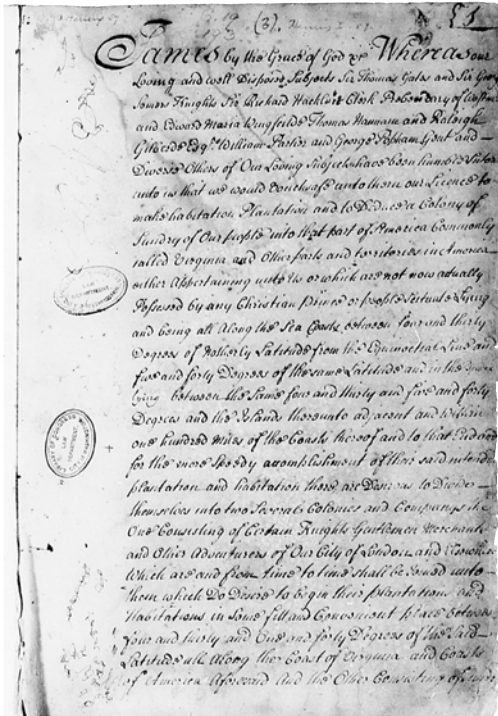 (3).
James by the Grace of God &c Whereas our
Loving and well Disposed Subjects Sir Thomas Gates and Sir George
Somers Knights Sir Richard Hackluit Clerk Prebendary of
and Edward Maria Wingfeilde Thomas Hannam and Raleigh
Gilberde Esqrs. William Parker and George Popham Gent and
Diverse Others of Our Loving Subjects have been humble Suitors
unto us that we would vouchsafe unto them our Licence to
make habitation Plantation and to Deduce a Colony of
Sundry of Our people into that part of America Commonly
called Virginia and Other parts and territories in America
either Appertaining unto Us or which are not now actually
Possessed by any Christian Prince or people Scituate Lying
and being all Along the Sea Coasts between four and thirty
Degrees of Northerly Latitude from the Equinoctial Line and
five and forty Degrees of the same Latitude and in the
lying between the Same four and thirty and five and forty
Degrees and the Islands thereunto adjacent and within
one hundred Miles of the Coasts thereof and to that End and
for the more Speedy accomplishment of their said intended
plantation and habitation there are Desirous to Divide
themselves into two Several Colonies and Companys the
One Consisting of Certain Knights Gentlemen Merchants
and Other Adventurers of Our City of London and Elsewhere
Which are and from time to time shall be Joined unto
them which Do Desire to begin their plantations and
Habitations in Some fitt and Convenient place between
four and thirty and One and forty Degrees of the Said
Latitude all Along the Coast of Virginia and Coasts
of America Aforesaid And the Other Consisting of